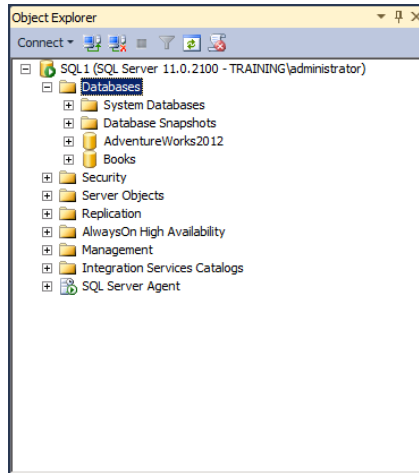 Object Explorer
Connect
SQL1 (SQL Server 11.0.2100 - TRAINING\administrator)
Databases
System Databases
Database Snapshots
AdventureWorks2012
Books
Security
Server Objects
Replication
AlwaysOn High Availability
Management
Integration Services Catalogs
SQL Server Agent